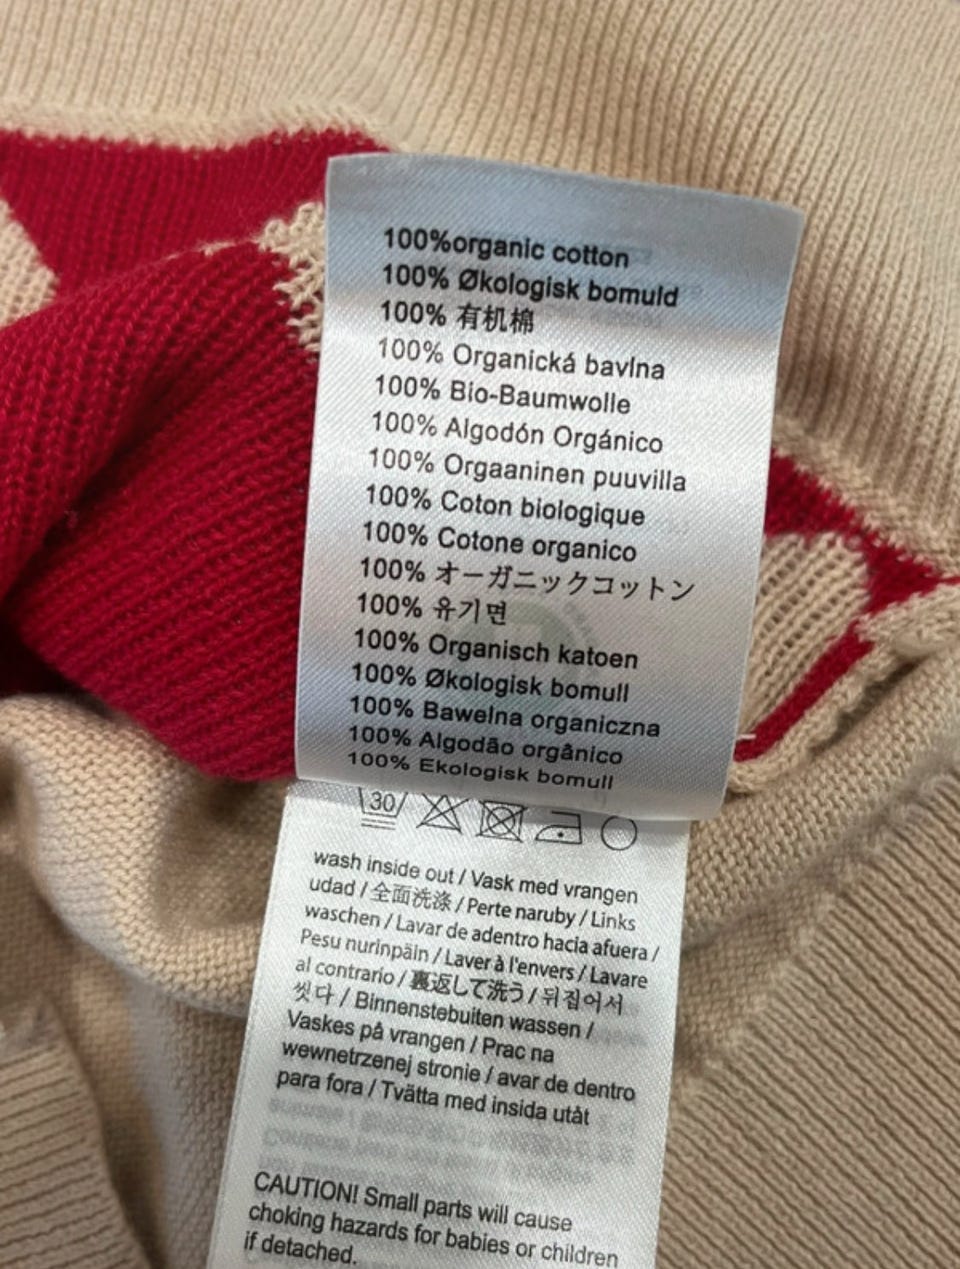 100%organic cotton
100% Økologisk bomuld
100% 有机棉
100% Organická bavlna
100% Bio-Baumwolle
100% Algodón Orgánico
100% Orgaaninen puuvilla
100% Coton biologique
100% Cotone organico
100% オーガニックコットン
100% 유기면
100% Organisch katoen
100% Økologisk bomull
100% Bawelna organiczna
100% Algodão orgânico
100% Ekologisk bomull
30
wash inside out / Vask med vrangen
udad / 全面洗涤 / Perte naruby / Links
waschen / Lavar de adentro hacia afuera /
Pesu nurinpäin / Laver à l'envers / Lavare
al contrario / 裏返して洗う / 뒤집어서
씻다 / Binnenstebuiten wassen /
Vaskes på vrangen / Prac na
wewnetrzenej stronie / avar de dentro
para fora / Tvätta med insida utåt
CAUTION! Small parts will cause
choking hazards for babies or children
if detached.